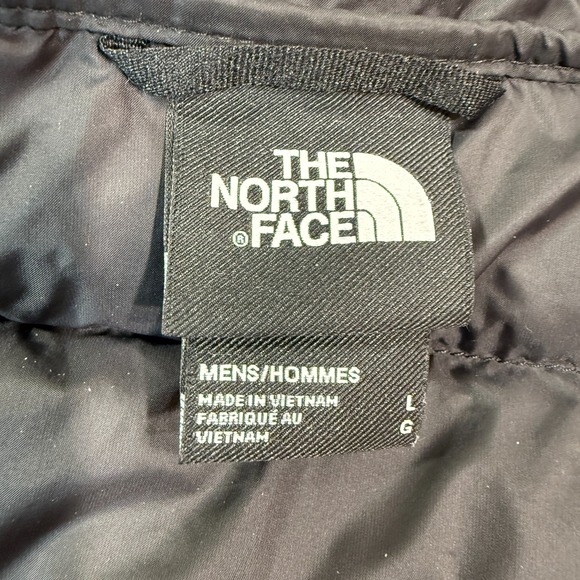 THE
NORTH
® FACE
MENS/HOMMES
MADE IN VIETNAM L
FABRIQUÉ AU G
VIETNAM